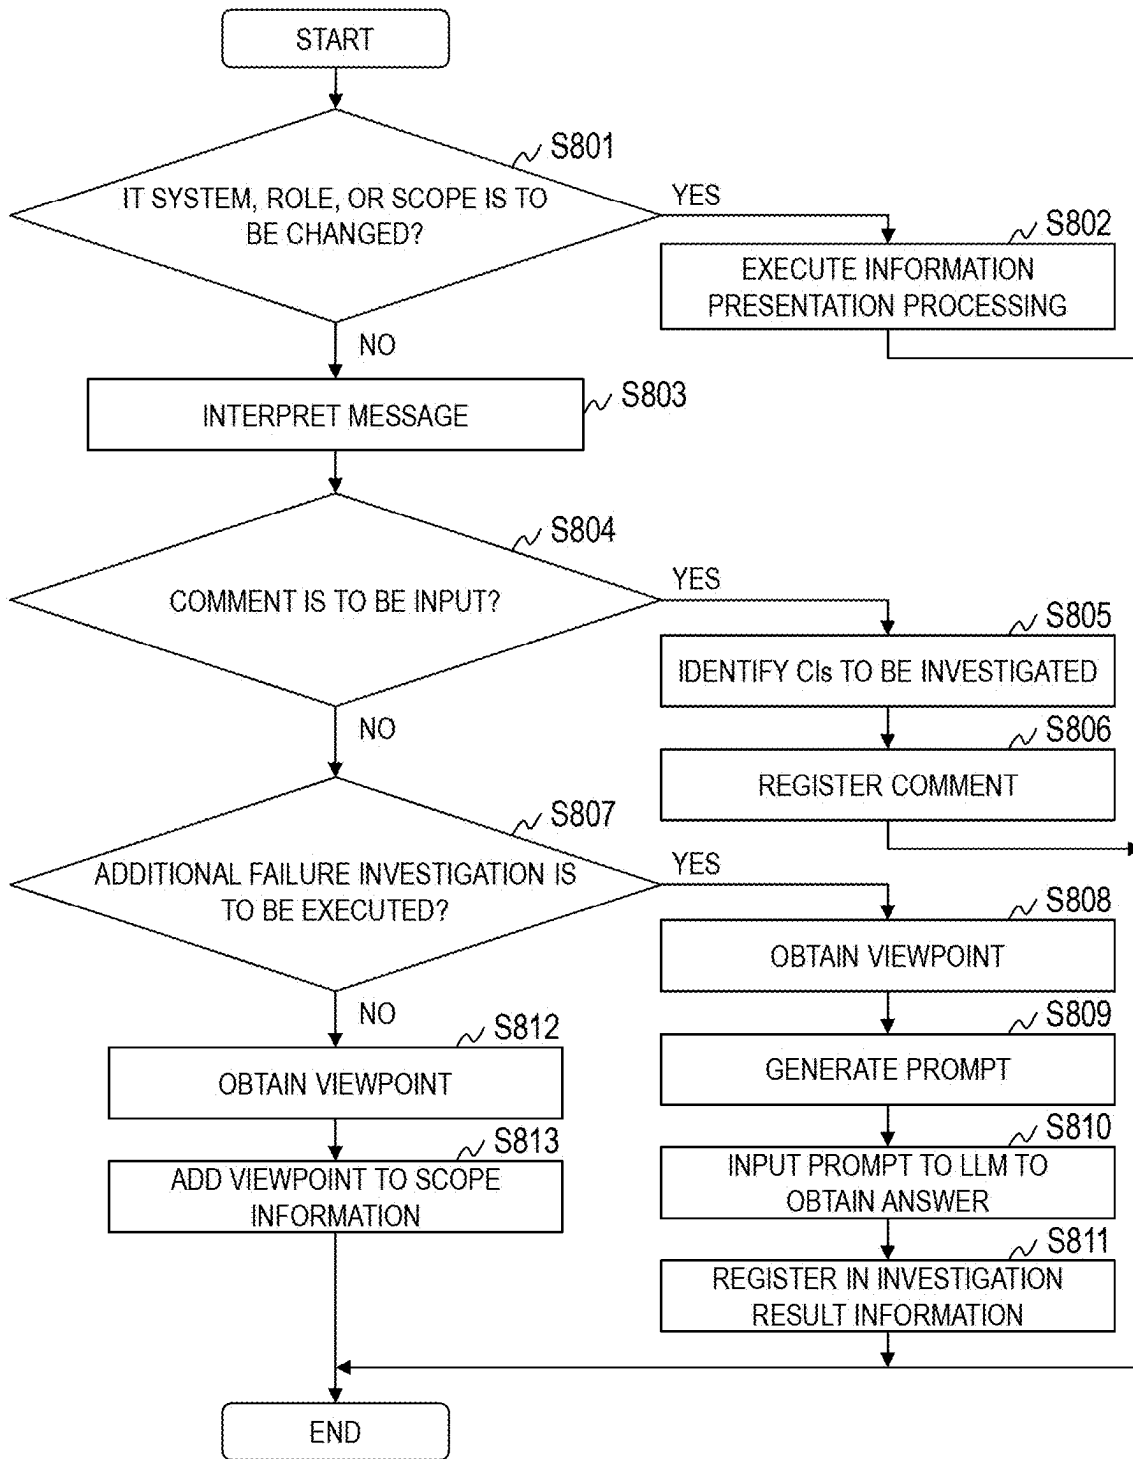 START
S801
IT SYSTEM, ROLE, OR SCOPE IS TO
BE CHANGED?
YES
S802
EXECUTE INFORMATION
PRESENTATION PROCESSING
NO
INTERPRET MESSAGE
S803
S804
COMMENT IS TO BE INPUT?
YES
S805
IDENTIFY CIs TO BE INVESTIGATED
NO
S806
REGISTER COMMENT
S807
ADDITIONAL FAILURE INVESTIGATION IS
TO BE EXECUTED?
YES
S808
OBTAIN VIEWPOINT
NO
S812
OBTAIN VIEWPOINT
S809
GENERATE PROMPT
S813
ADD VIEWPOINT TO SCOPE
INFORMATION
S810
INPUT PROMPT TO LLM TO
OBTAIN ANSWER
S811
REGISTER IN INVESTIGATION
RESULT INFORMATION
END